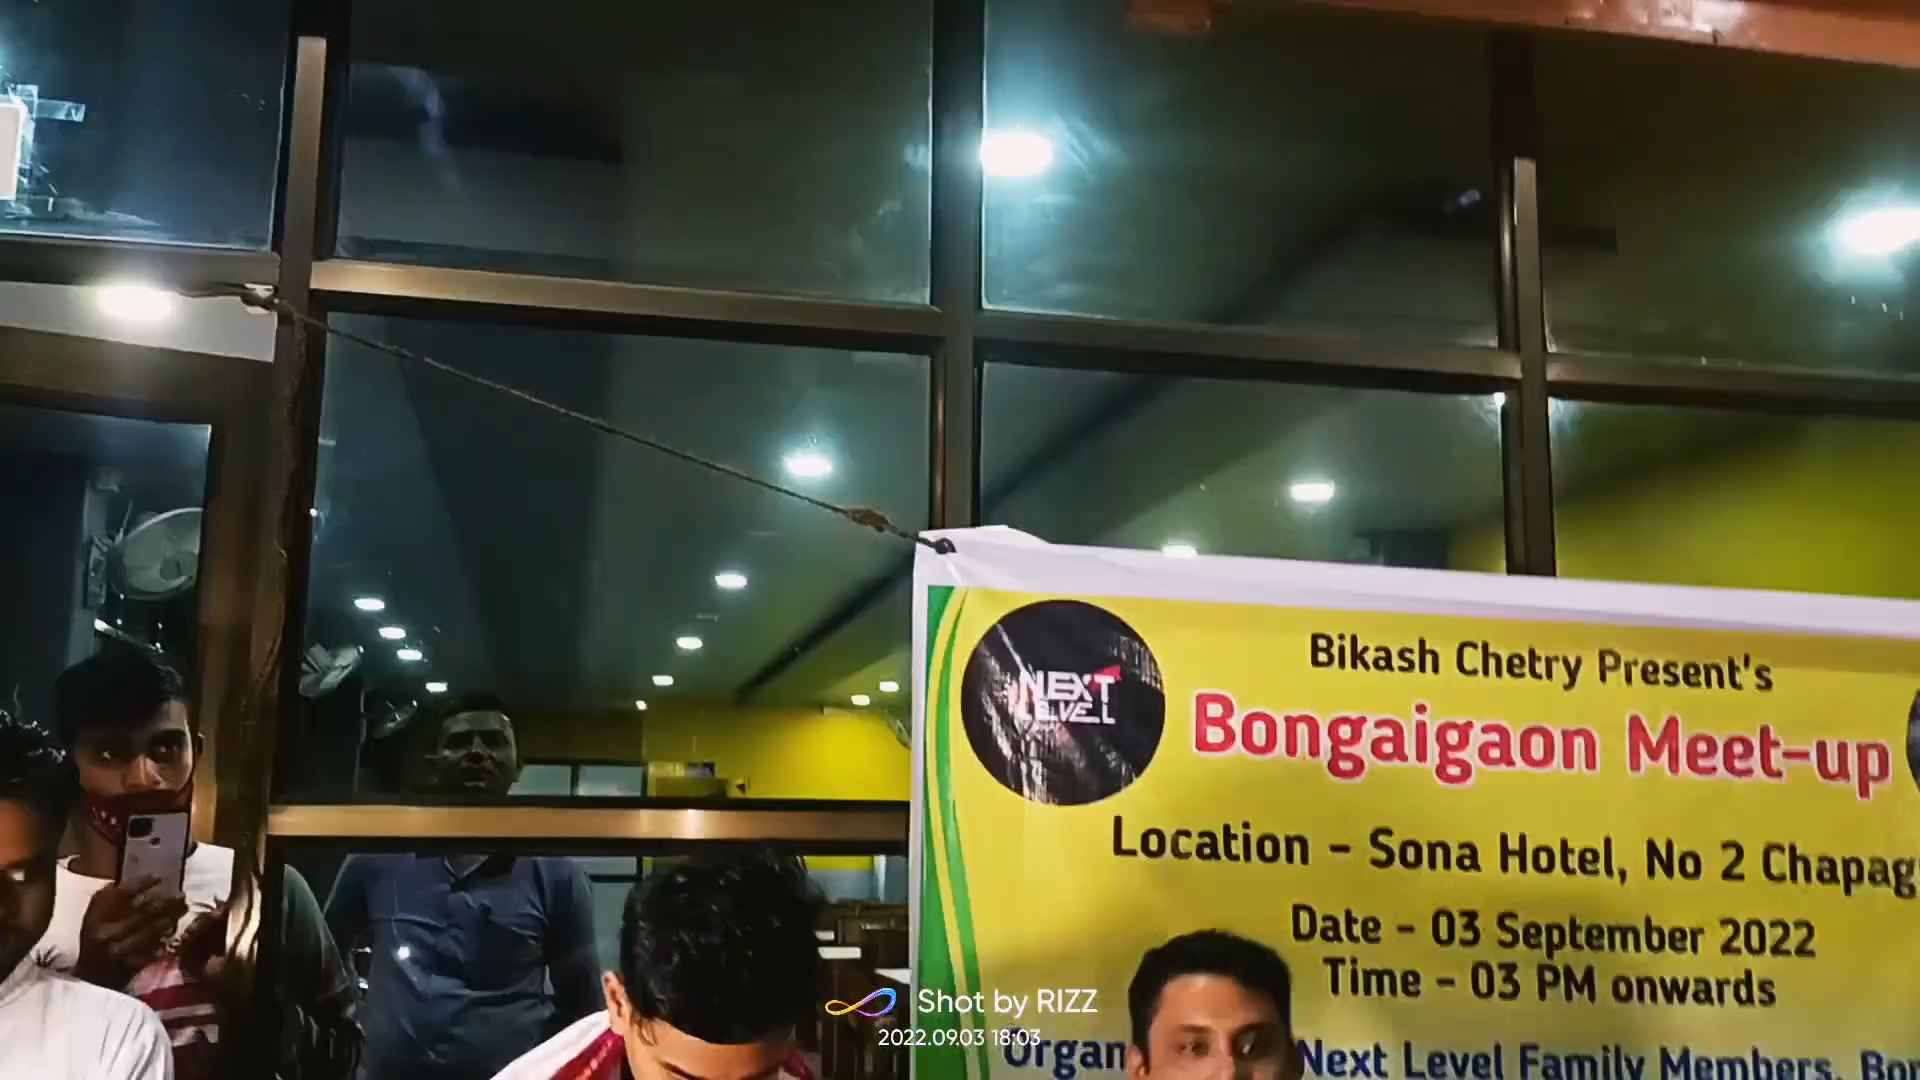 NEXT
LEVEL
Bikash Chetry Present's
Bongaigaon Meet-up
Location - Sona Hotel, No 2 Chapag
Date - 03 September 2022
Time - 03 PM onwards
Organ Next Level Family Members, Bon
Shot by RIZZ
2022.09.03 18:03